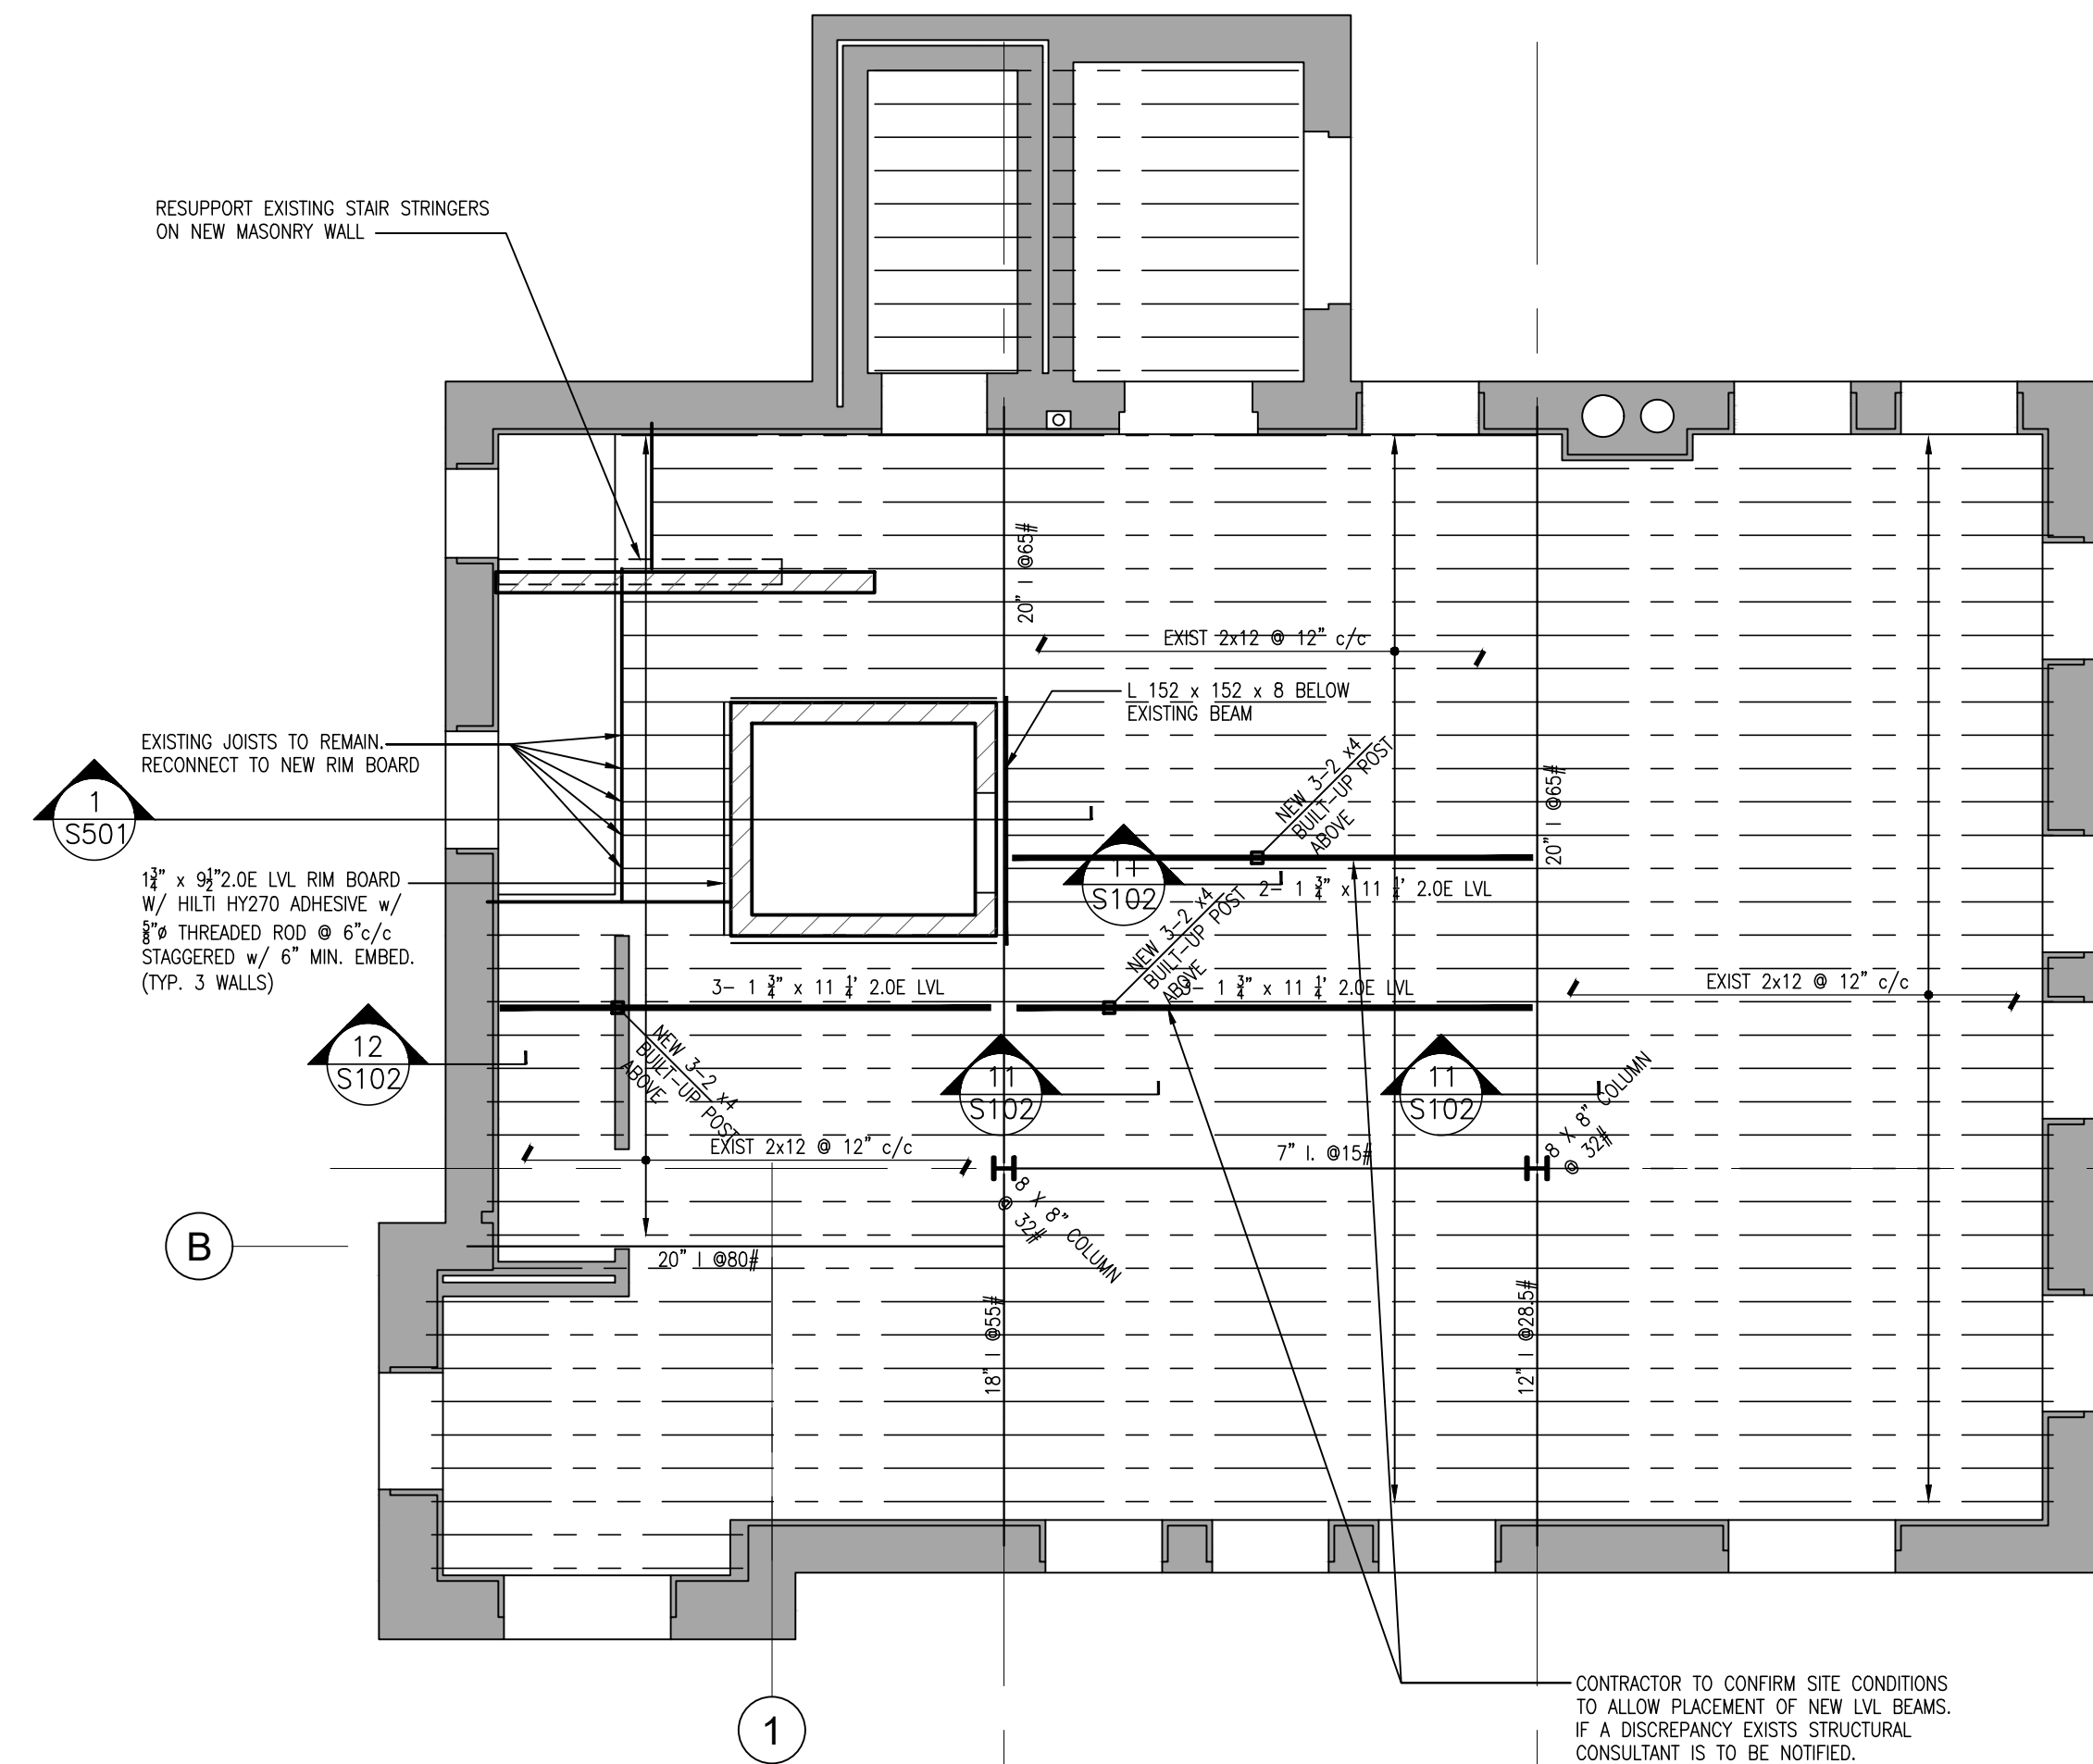 RESUPPORT EXISTING STAIR STRINGERS
ON NEW MASONRY WALL
20" I @65#
EXIST 2x12 @ 12" c/c
L 152 x 152 x 8 BELOW
EXISTING BEAM
EXISTING JOISTS TO REMAIN.
RECONNECT TO NEW RIM BOARD
1
S501
NEW 3-2 x4
BUILT-UP POST
ABOVE
20" I @65#
1 3/4" x 9 1/2" 2.0E LVL RIM BOARD
W/ HILTI HY270 ADHESIVE w/
5/8"ø THREADED ROD @ 6"c/c
STAGGERED w/ 6" MIN. EMBED.
(TYP. 3 WALLS)
11
S102
2- 1 3/4" x 11 1/4' 2.0E LVL
NEW 3-2 x4
BUILT-UP POST
ABOVE
3- 1 3/4" x 11 1/4' 2.0E LVL
3- 1 3/4" x 11 1/4' 2.0E LVL
EXIST 2x12 @ 12" c/c
12
S102
NEW 3-2 x4
BUILT-UP POST
ABOVE
11
S102
11
S102
8 X 8" COLUMN
@ 32#
EXIST 2x12 @ 12" c/c
7" I. @15#
8 X 8" COLUMN
@ 32#
B
20" I @80#
18" I @55#
12" I @28.5#
1
CONTRACTOR TO CONFIRM SITE CONDITIONS
TO ALLOW PLACEMENT OF NEW LVL BEAMS.
IF A DISCREPANCY EXISTS STRUCTURAL
CONSULTANT IS TO BE NOTIFIED.